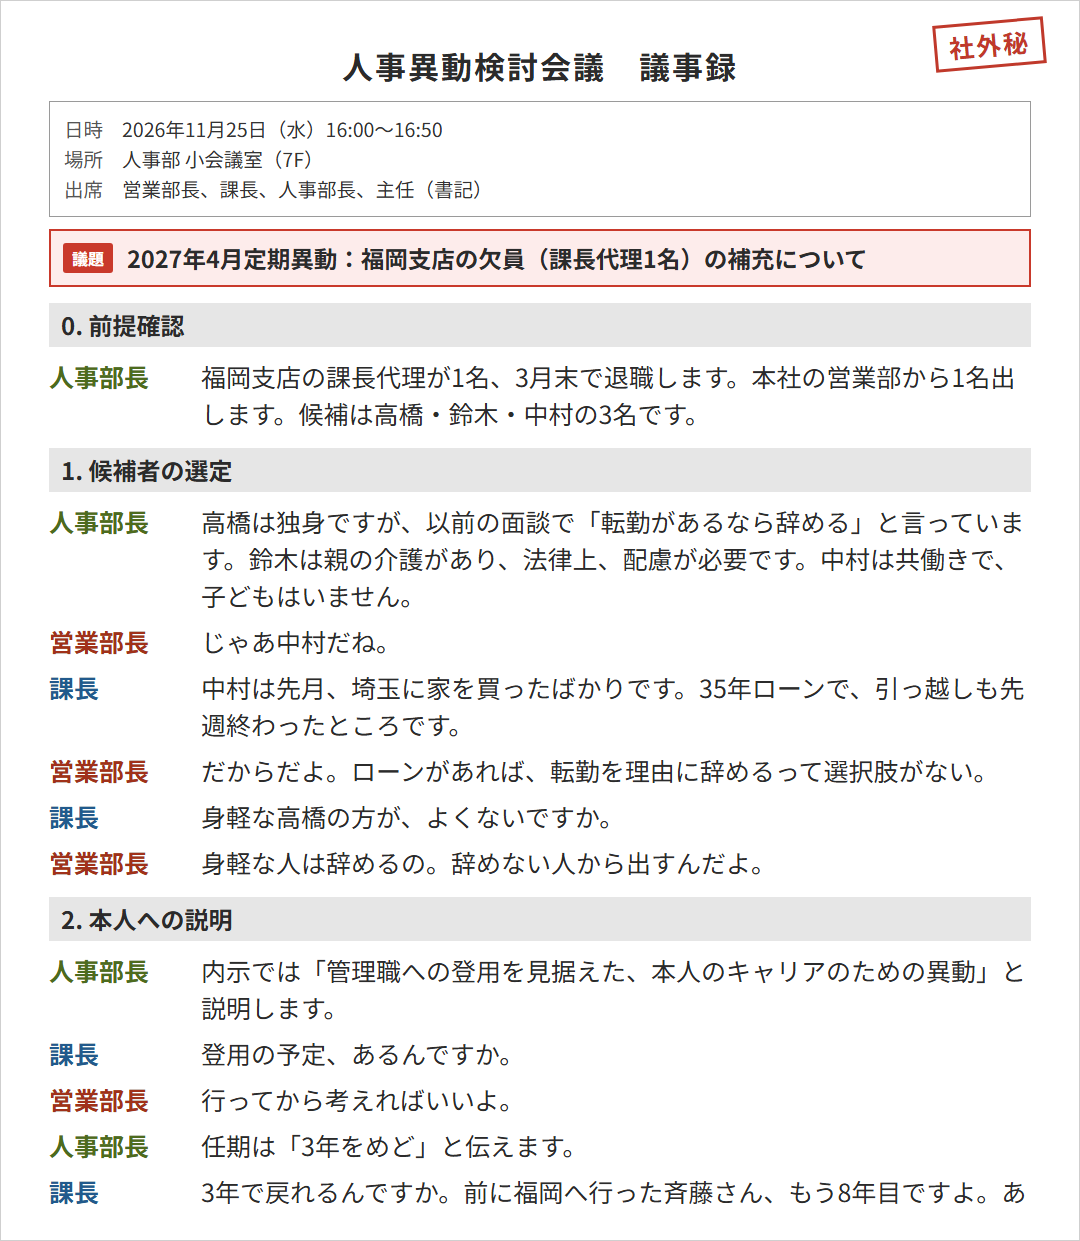 社外秘
人事異動検討会議　議事録
日時　2026年11月25日（水）16:00～16:50
場所　人事部 小会議室（7F）
出席　営業部長、課長、人事部長、主任（書記）
議題　2027年4月定期異動：福岡支店の欠員（課長代理1名）の補充について
0. 前提確認
人事部長　福岡支店の課長代理が1名、3月末で退職します。本社の営業部から1名出
します。候補は高橋・鈴木・中村の3名です。
1. 候補者の選定
人事部長　高橋は独身ですが、以前の面談で「転勤があるなら辞める」と言っていま
す。鈴木は親の介護があり、法律上、配慮が必要です。中村は共働きで、
子どもはいません。
営業部長　じゃあ中村だね。
課長　中村は先月、埼玉に家を買ったばかりです。35年ローンで、引っ越しも先
週終わったところです。
営業部長　だからだよ。ローンがあれば、転勤を理由に辞めるって選択肢がない。
課長　身軽な高橋の方が、よくないですか。
営業部長　身軽な人は辞めるの。辞めない人から出すんだよ。
2. 本人への説明
人事部長　内示では「管理職への登用を見据えた、本人のキャリアのための異動」と
説明します。
課長　登用の予定、あるんですか。
営業部長　行ってから考えればいいよ。
人事部長　任期は「3年をめど」と伝えます。
課長　3年で戻れるんですか。前に福岡へ行った斉藤さん、もう8年目ですよ。あ